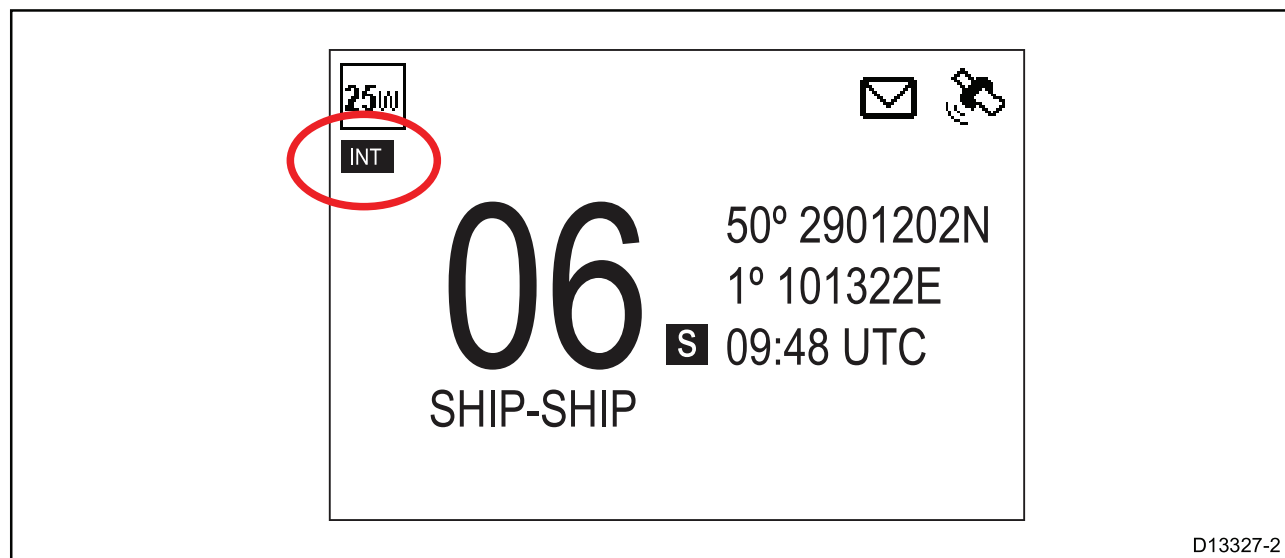 25W
INT
06
SHIP-SHIP
50º 2901202N
1º 101322E
S 09:48 UTC
D13327-2